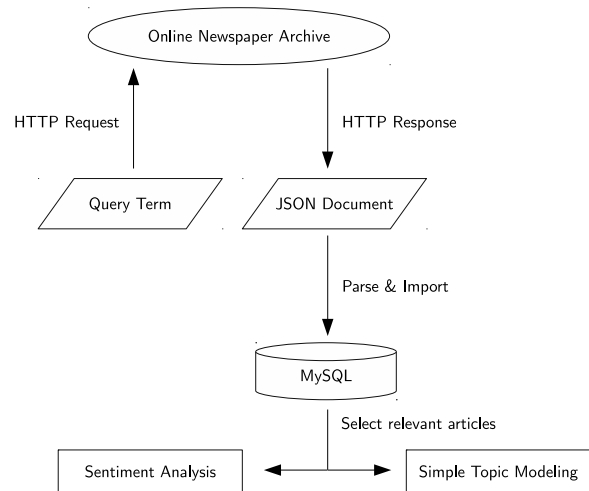 Online Newspaper Archive
HTTP Request
HTTP Response
Query Term
JSON Document
Parse & Import
MySQL
Select relevant articles
Sentiment Analysis
Simple Topic Modeling